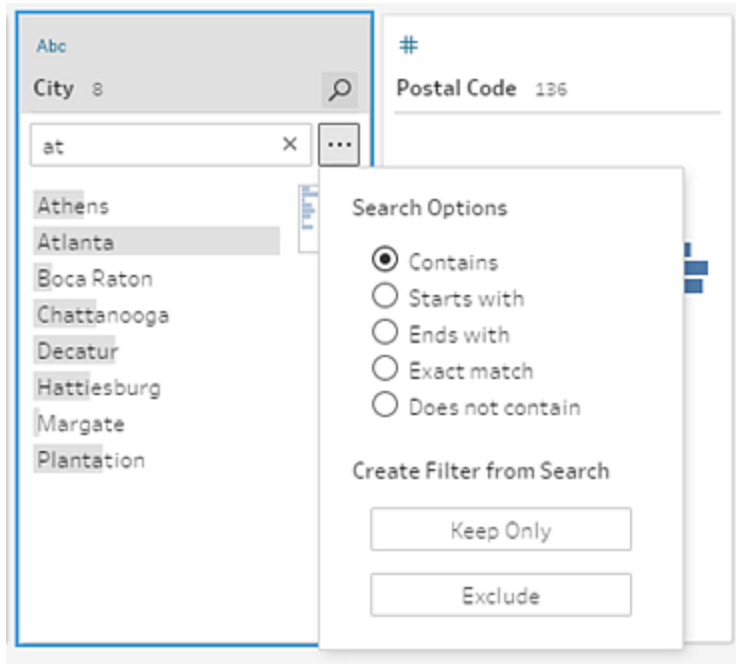 Abc
City 8
at
Athens
Atlanta
Boca Raton
Chattanooga
Decatur
Hattiesburg
Margate
Plantation
#
Postal Code 136
Search Options
Contains
Starts with
Ends with
Exact match
Does not contain
Create Filter from Search
Keep Only
Exclude